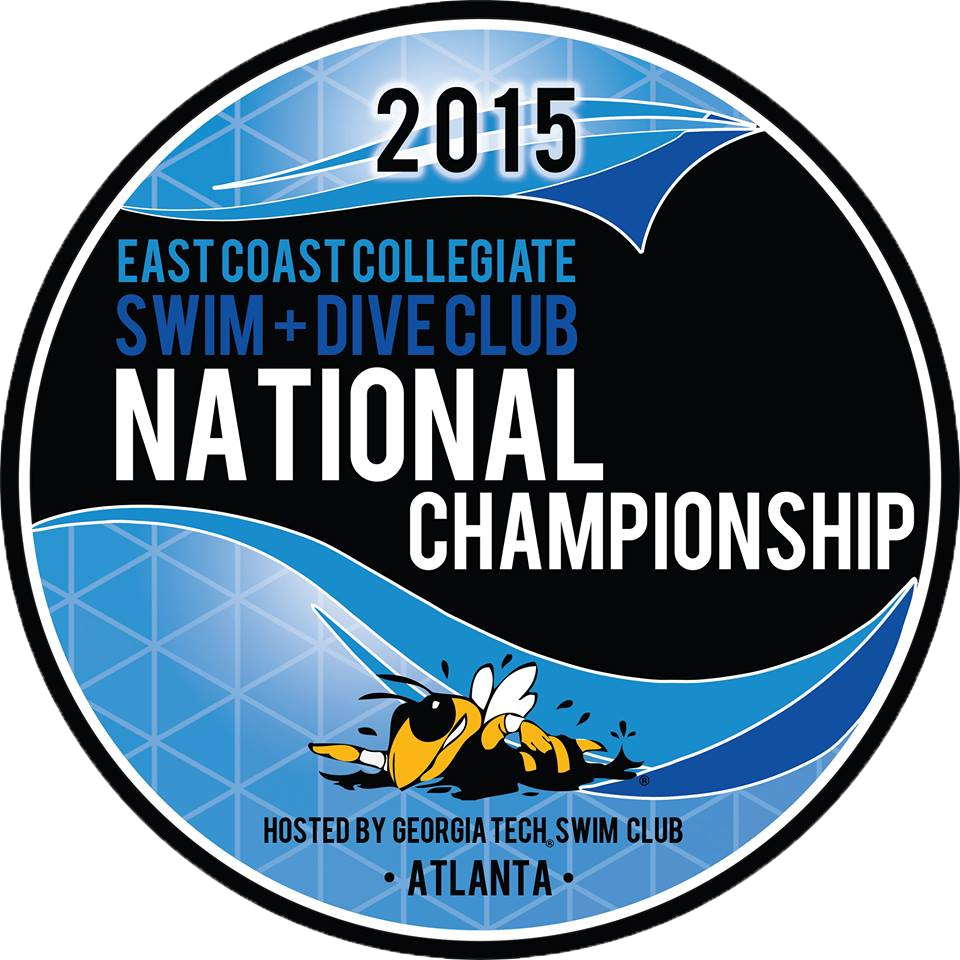 2015
EAST COAST COLLEGIATE
SWIM + DIVE CLUB
NATIONAL
CHAMPIONSHIP
®
HOSTED BY GEORGIA TECH® SWIM CLUB
• ATLANTA •